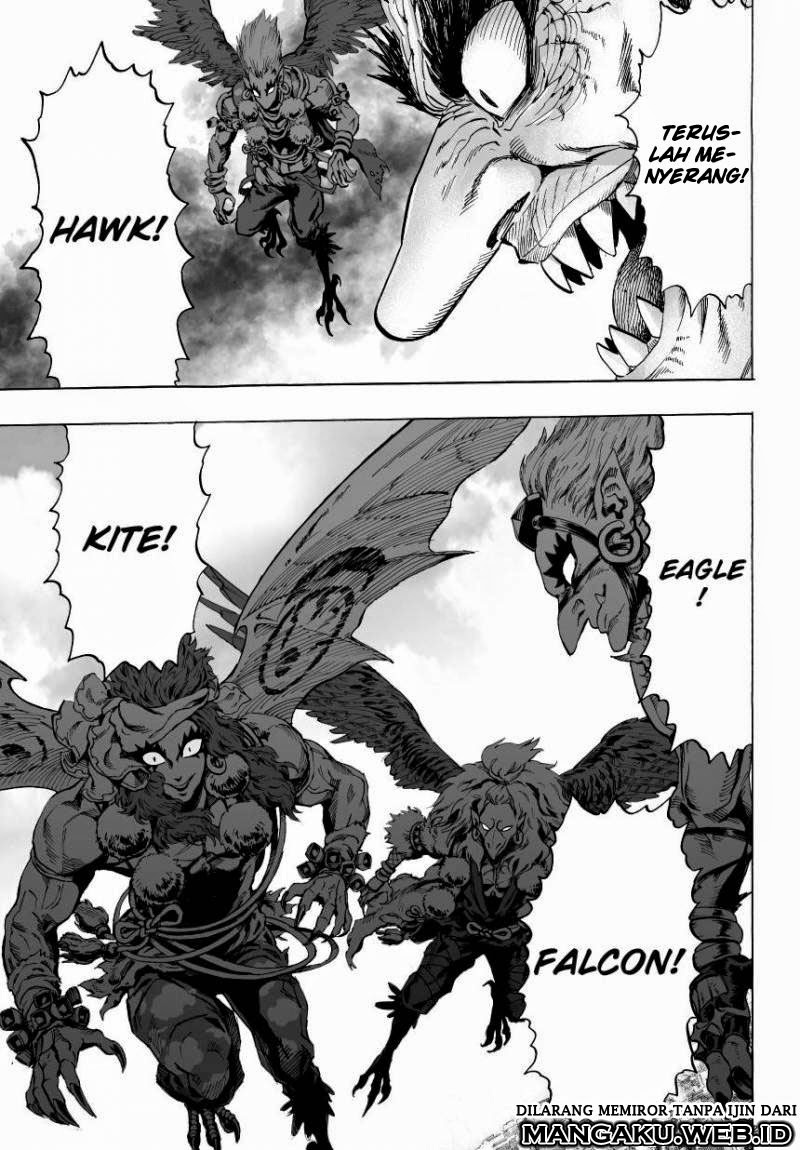 TERUS-
LAH ME-
NYERANG!
HAWK!
EAGLE
!
KITE!
FALCON!
DILARANG MEMIROR TANPA IJIN DARI
MANGAKU.WEB.ID